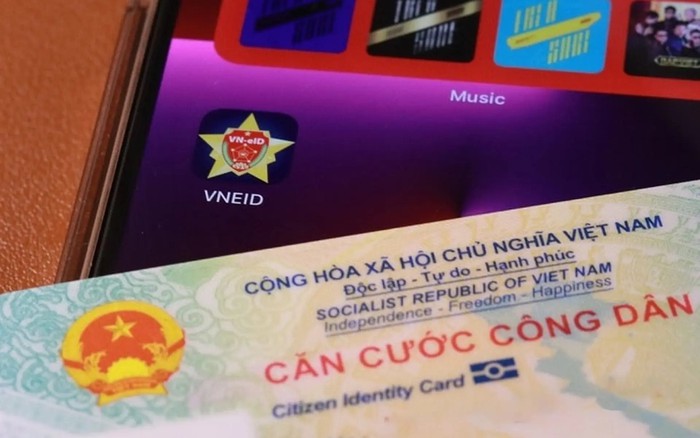 Music
VN-eID
VNEID
CỘNG HÒA XÃ HỘI CHỦ NGHĨA VIỆT NAM
Độc lập - Tự do - Hạnh phúc
SOCIALIST REPUBLIC OF VIET NAM
Independence - Freedom - Happiness
CĂN CƯỚC CÔNG DÂN
Citizen Identity Card